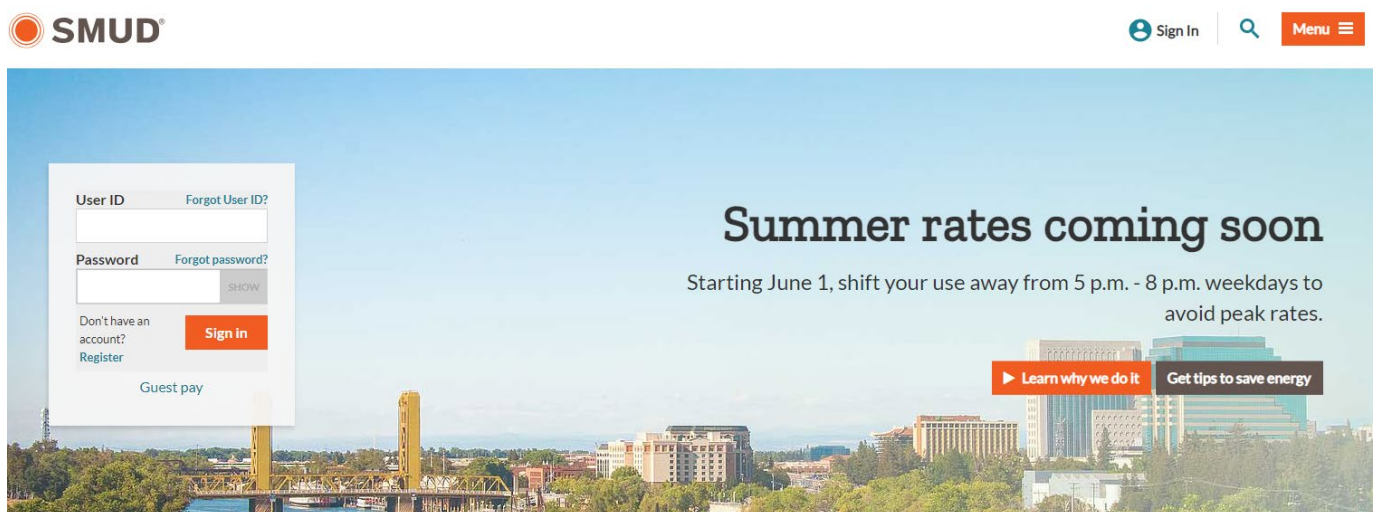 SMUD®
Sign In
Menu
User ID
Forgot User ID?
Password
Forgot password?
SHOW
Don't have an
account?
Register
Sign in
Guest pay
Summer rates coming soon
Starting June 1, shift your use away from 5 p.m. - 8 p.m. weekdays to
avoid peak rates.
Learn why we do it
Get tips to save energy